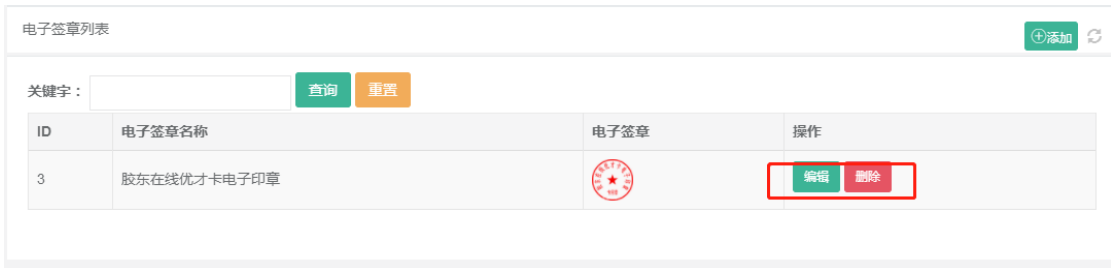 电子签章列表
添加
关键字：
查询
重置
ID 电子签章名称 电子签章 操作
3 胶东在线优才卡电子印章 编辑 删除